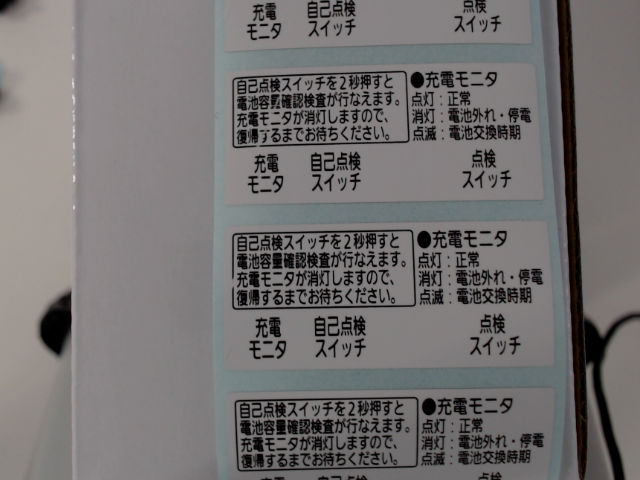 充電 自己点検 点検
モニタ スイッチ スイッチ
自己点検スイッチを2秒押すと
電池容量確認検査が行なえます。
充電モニタが消灯しますので、
復帰するまでお待ちください。
●充電モニタ
点灯：正常
消灯：電池外れ・停電
点滅：電池交換時期
充電 自己点検 点検
モニタ スイッチ スイッチ
自己点検スイッチを2秒押すと
電池容量確認検査が行なえます。
充電モニタが消灯しますので、
復帰するまでお待ちください。
●充電モニタ
点灯：正常
消灯：電池外れ・停電
点滅：電池交換時期
充電 自己点検 点検
モニタ スイッチ スイッチ
自己点検スイッチを2秒押すと
電池容量確認検査が行なえます。
充電モニタが消灯しますので、
復帰するまでお待ちください。
●充電モニタ
点灯：正常
消灯：電池外れ・停電
点滅：電池交換時期